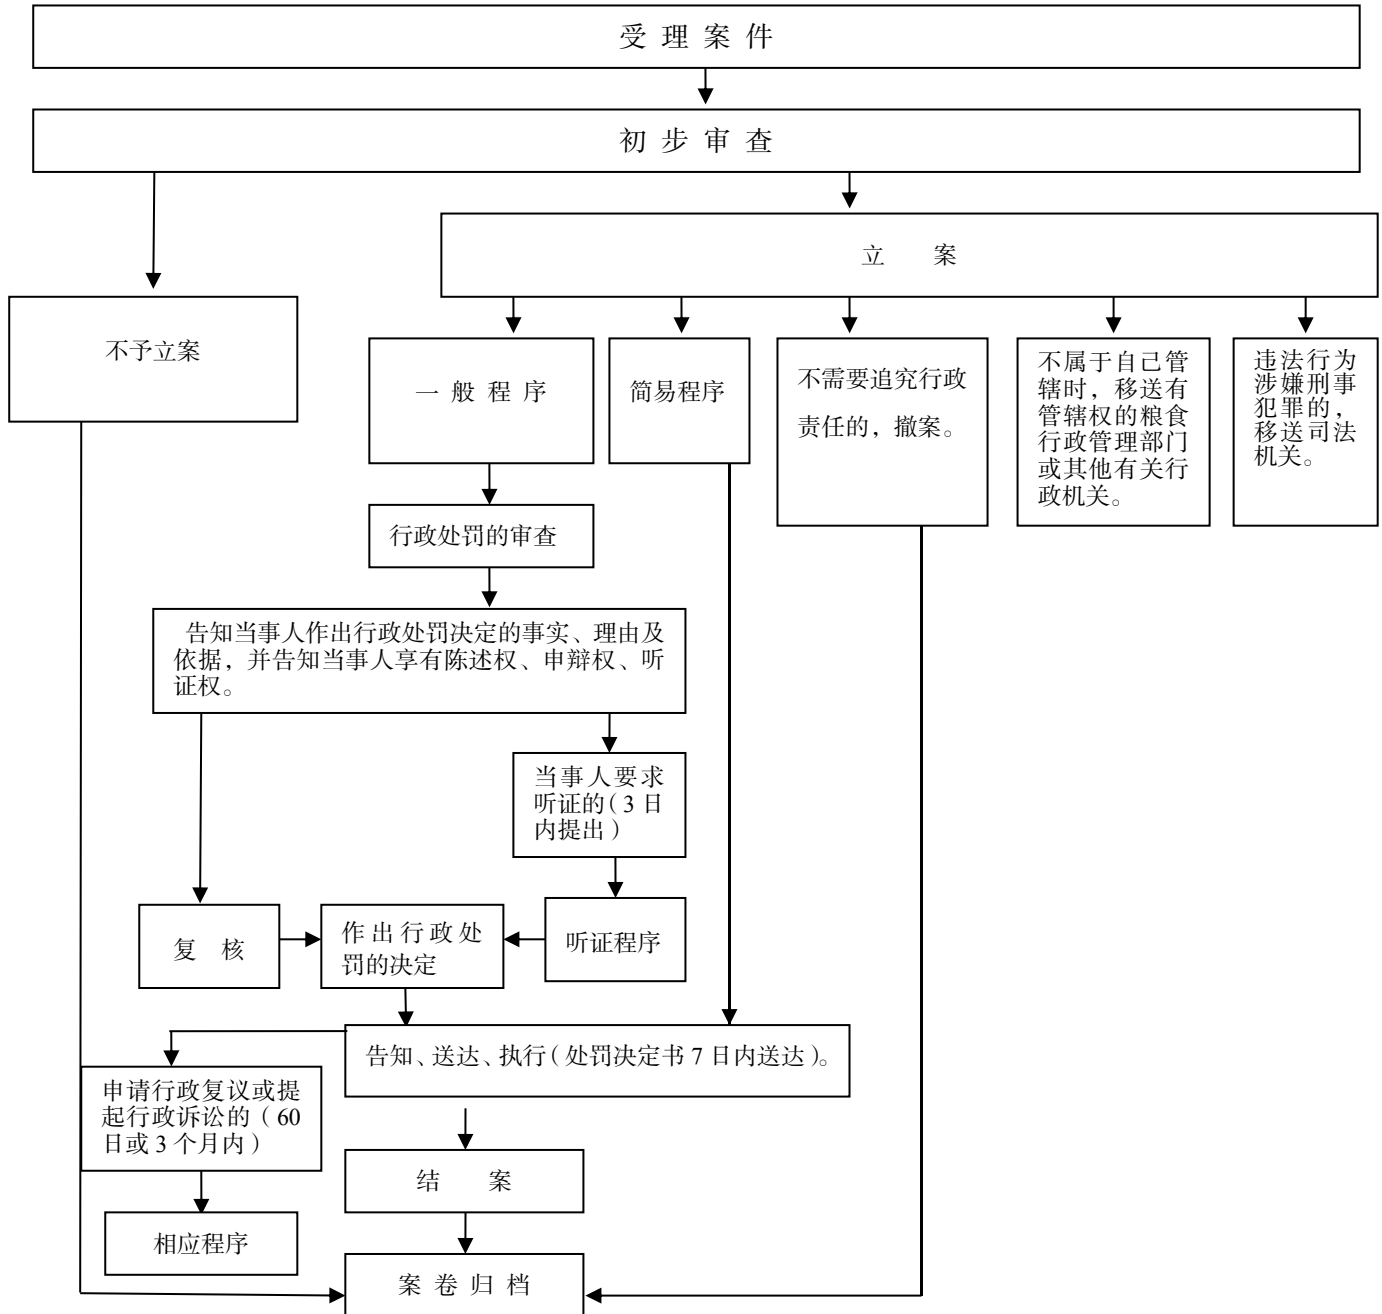 受理案件
初步审查
立　　案
不予立案
一般程序
简易程序
不需要追究行政
责任的，撤案。
不属于自己管
辖时，移送有
管辖权的粮食
行政管理部门
或其他有关行
政机关。
违法行为
涉嫌刑事
犯罪的，
移送司法
机关。
行政处罚的审查
告知当事人作出行政处罚决定的事实、理由及
依据，并告知当事人享有陈述权、申辩权、听
证权。
当事人要求
听证的（3 日
内提出）
复　核
作出行政处
罚的决定
听证程序
告知、送达、执行（处罚决定书 7 日内送达）。
申请行政复议或提
起行政诉讼的（60
日或 3 个月内）
结　　案
相应程序
案卷归档